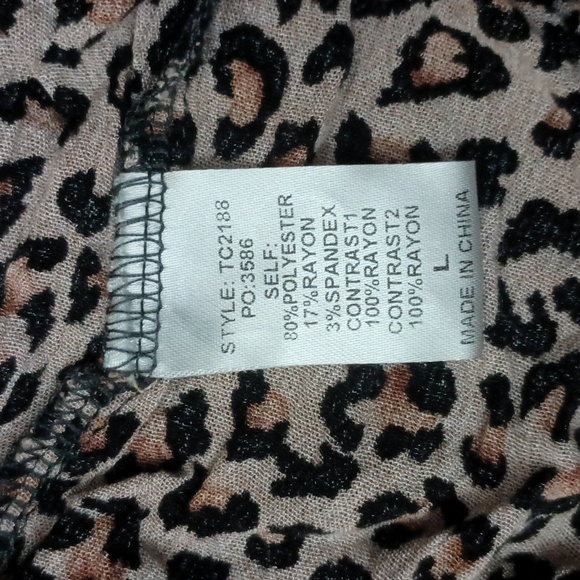 STYLE: TC2188
PO:3586
SELF:
80%POLYESTER
17%RAYON
3%SPANDEX
CONTRAST1
100%RAYON
CONTRAST2
100%RAYON
L
MADE IN CHINA